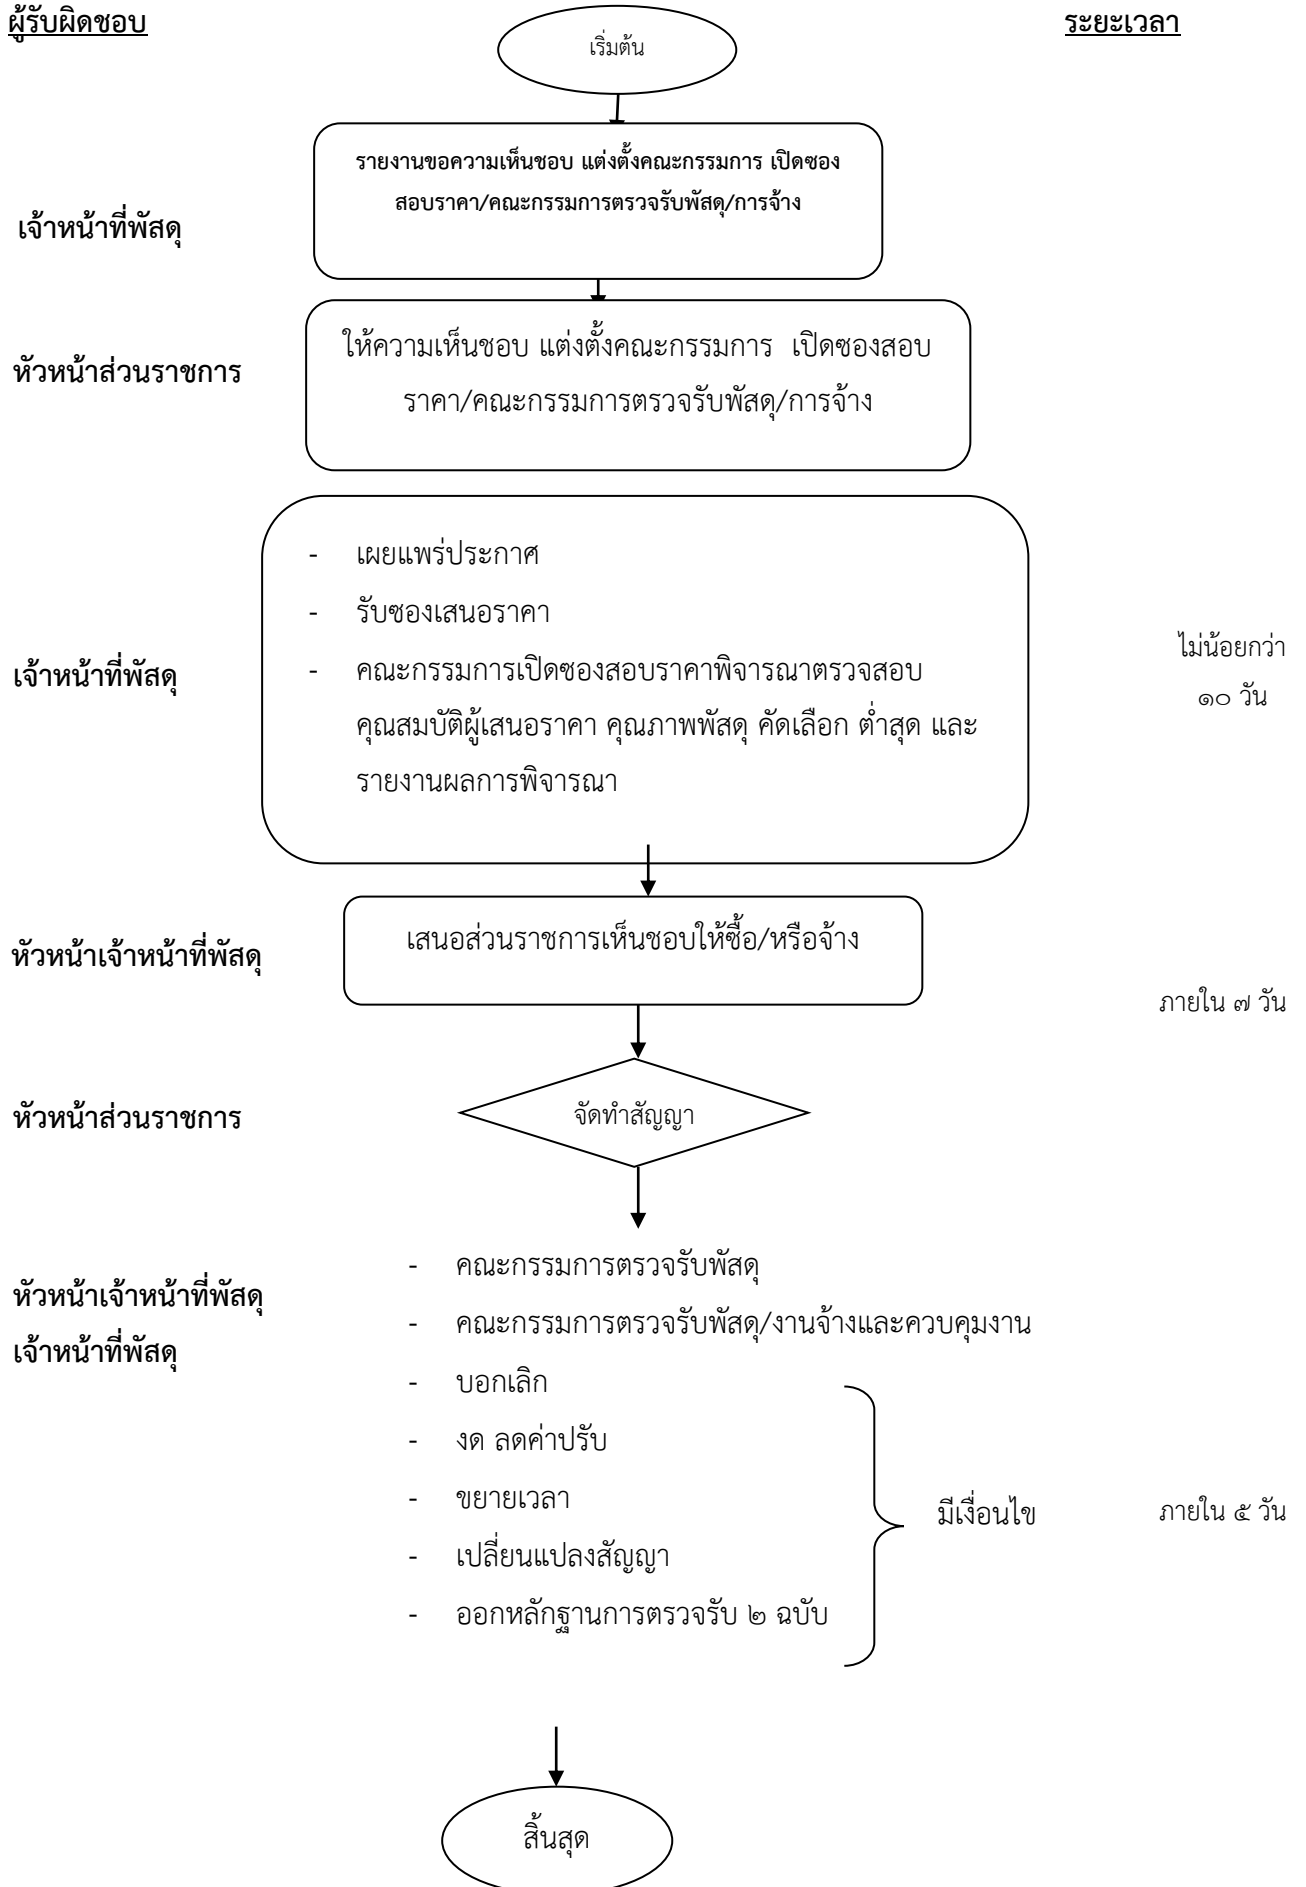 ผู้รับผิดชอบ
ระยะเวลา
เริ่มต้น
รายงานขอความเห็นชอบ แต่งตั้งคณะกรรมการ เปิดซอง
สอบราคา/คณะกรรมการตรวจรับพัสดุ/การจ้าง
เจ้าหน้าที่พัสดุ
ให้ความเห็นชอบ แต่งตั้งคณะกรรมการ เปิดซองสอบ
หัวหน้าส่วนราชการ
ราคา/คณะกรรมการตรวจรับพัสดุ/การจ้าง
- เผยแพร่ประกาศ
- รับซองเสนอราคา
- คณะกรรมการเปิดซองสอบราคาพิจารณาตรวจสอบ
คุณสมบัติผู้เสนอราคา คุณภาพพัสดุ คัดเลือก ต่ำสุด และ
รายงานผลการพิจารณา
เจ้าหน้าที่พัสดุ
ไม่น้อยกว่า
๑๐ วัน
เสนอส่วนราชการเห็นชอบให้ซื้อ/หรือจ้าง
หัวหน้าเจ้าหน้าที่พัสดุ
ภายใน ๗ วัน
หัวหน้าส่วนราชการ
จัดทำสัญญา
หัวหน้าเจ้าหน้าที่พัสดุ
เจ้าหน้าที่พัสดุ
- คณะกรรมการตรวจรับพัสดุ
- คณะกรรมการตรวจรับพัสดุ/งานจ้างและควบคุมงาน
- บอกเลิก
- งด ลดค่าปรับ
- ขยายเวลา
- เปลี่ยนแปลงสัญญา
- ออกหลักฐานการตรวจรับ ๒ ฉบับ
มีเงื่อนไข
ภายใน ๕ วัน
สิ้นสุด